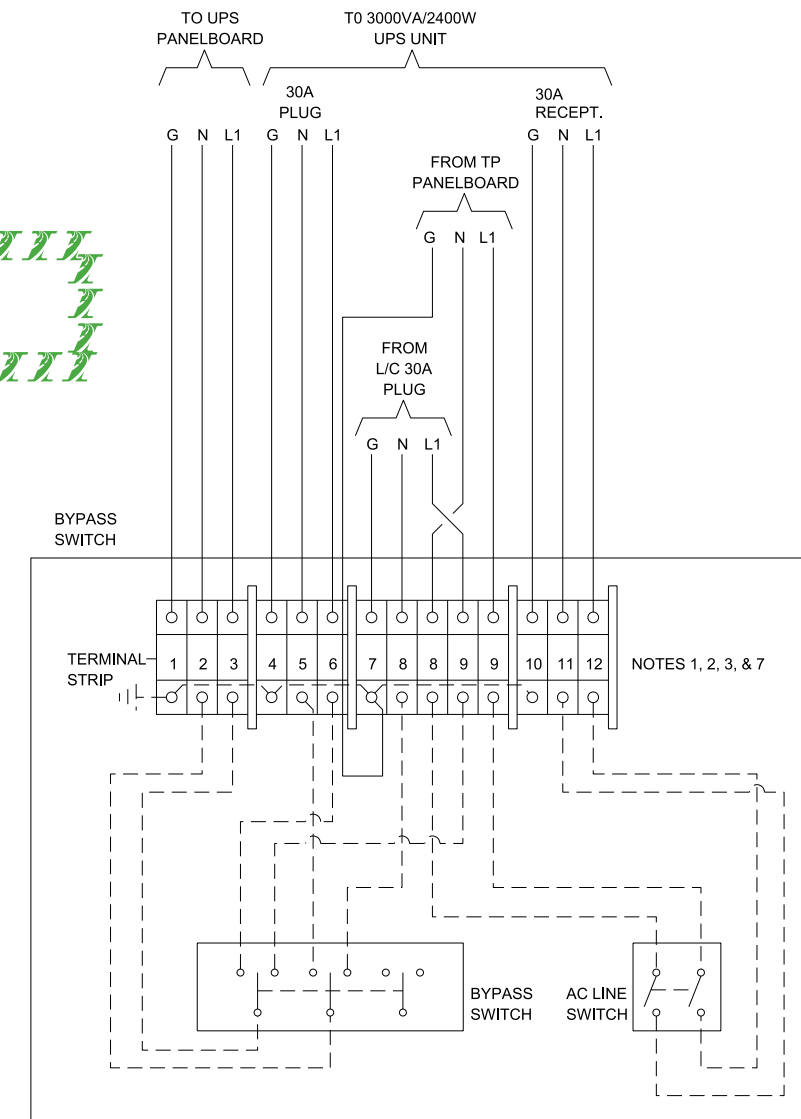 TO UPS
PANELBOARD
T0 3000VA/2400W
UPS UNIT
30A
PLUG
30A
RECEPT.
G N L1 G N L1 G N L1
FROM TP
PANELBOARD
G N L1
FROM
L/C 30A
PLUG
G N L1
BYPASS
SWITCH
TERMINAL
STRIP
1 2 3 4 5 6 7 8 8 9 9 10 11 12
NOTES 1, 2, 3, & 7
BYPASS
SWITCH
AC LINE
SWITCH